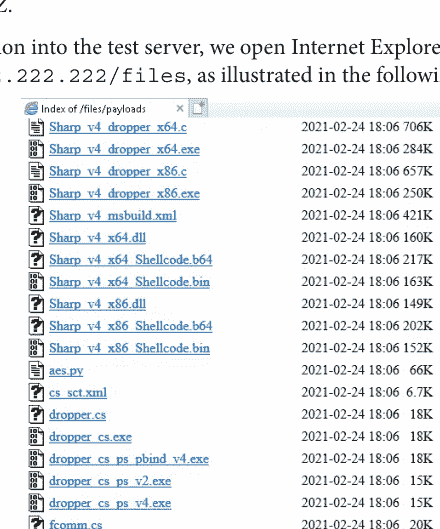 Z.
on into the test server, we open Internet Explore
.222.222/files, as illustrated in the followi
Index of /files/payloads
Sharp_v4_dropper_x64.c 2021-02-24 18:06 706K
Sharp_v4_dropper_x64.exe 2021-02-24 18:06 284K
Sharp_v4_dropper_x86.c 2021-02-24 18:06 657K
Sharp_v4_dropper_x86.exe 2021-02-24 18:06 250K
Sharp_v4_msbuild.xml 2021-02-24 18:06 421K
Sharp_v4_x64.dll 2021-02-24 18:06 160K
Sharp_v4_x64_Shellcode.b64 2021-02-24 18:06 217K
Sharp_v4_x64_Shellcode.bin 2021-02-24 18:06 163K
Sharp_v4_x86.dll 2021-02-24 18:06 149K
Sharp_v4_x86_Shellcode.b64 2021-02-24 18:06 202K
Sharp_v4_x86_Shellcode.bin 2021-02-24 18:06 152K
aes.py 2021-02-24 18:06 66K
cs_sct.xml 2021-02-24 18:06 6.7K
dropper.cs 2021-02-24 18:06 18K
dropper_cs.exe 2021-02-24 18:06 18K
dropper_cs_ps_pbind_v4.exe 2021-02-24 18:06 18K
dropper_cs_ps_v2.exe 2021-02-24 18:06 15K
dropper_cs_ps_v4.exe 2021-02-24 18:06 15K
fcomm.cs 2021-02-24 18:06 20K